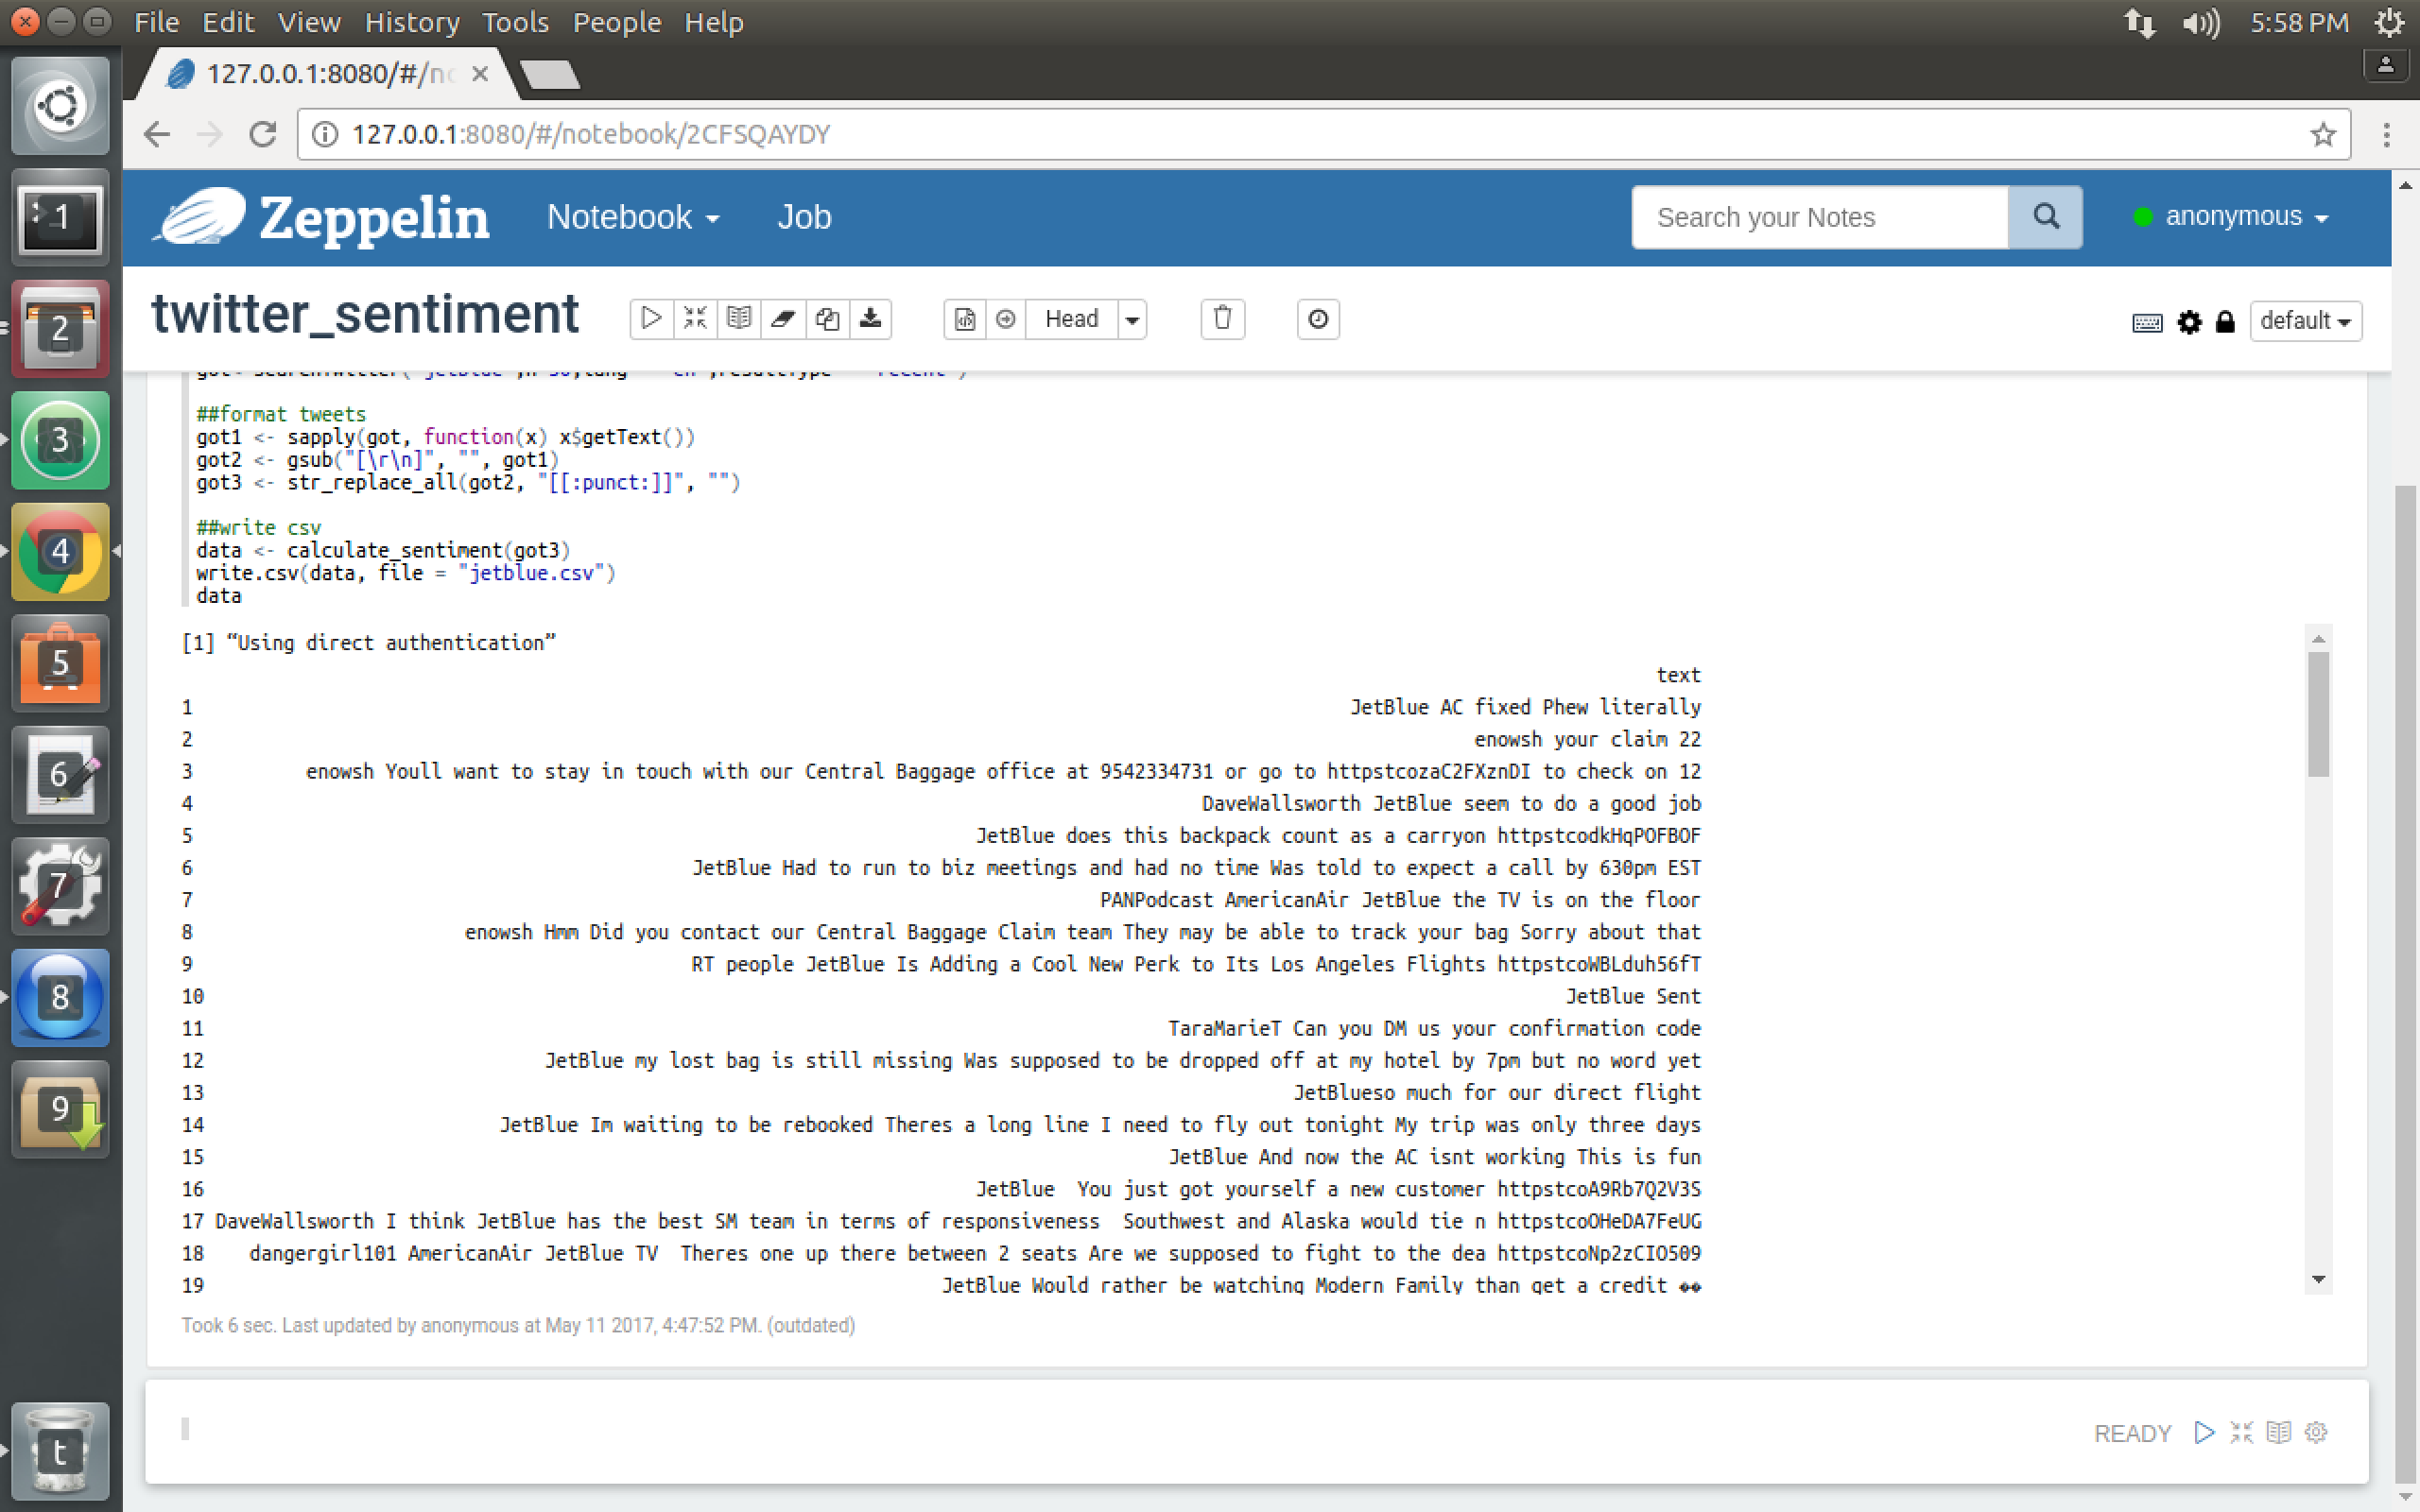 File Edit View History Tools People Help
5:58 PM
127.0.0.1:8080/#/no
127.0.0.1:8080/#/notebook/2CFSQAYDY
Zeppelin Notebook Job
Search your Notes
anonymous
twitter_sentiment
Head
default
got<-searchTwitter("jetblue",n=50,lang = "en",resultType = "recent")
##format tweets
got1 <- sapply(got, function(x) x$getText())
got2 <- gsub("[\r\n]", "", got1)
got3 <- str_replace_all(got2, "[[:punct:]]", "")
##write csv
data <- calculate_sentiment(got3)
write.csv(data, file = "jetblue.csv")
data
[1] “Using direct authentication”
text
1 JetBlue AC fixed Phew literally
2 enowsh your claim 22
3 enowsh Youll want to stay in touch with our Central Baggage office at 9542334731 or go to httpstcozaC2FXznDI to check on 12
4 DaveWallsworth JetBlue seem to do a good job
5 JetBlue does this backpack count as a carryon httpstcodkHqPOFBOF
6 JetBlue Had to run to biz meetings and had no time Was told to expect a call by 630pm EST
7 PANPodcast AmericanAir JetBlue the TV is on the floor
8 enowsh Hmm Did you contact our Central Baggage Claim team They may be able to track your bag Sorry about that
9 RT people JetBlue Is Adding a Cool New Perk to Its Los Angeles Flights httpstcoWBLduh56fT
10 JetBlue Sent
11 TaraMarieT Can you DM us your confirmation code
12 JetBlue my lost bag is still missing Was supposed to be dropped off at my hotel by 7pm but no word yet
13 JetBlueso much for our direct flight
14 JetBlue Im waiting to be rebooked Theres a long line I need to fly out tonight My trip was only three days
15 JetBlue And now the AC isnt working This is fun
16 JetBlue  You just got yourself a new customer httpstcoA9Rb7Q2V3S
17 DaveWallsworth I think JetBlue has the best SM team in terms of responsiveness  Southwest and Alaska would tie n httpstcoOHeDA7FeUG
18 dangergirl101 AmericanAir JetBlue TV  Theres one up there between 2 seats Are we supposed to fight to the dea httpstcoNp2zCIO509
19 JetBlue Would rather be watching Modern Family than get a credit ��
Took 6 sec. Last updated by anonymous at May 11 2017, 4:47:52 PM. (outdated)
READY
1
2
3
4
5
6
7
8
9
t